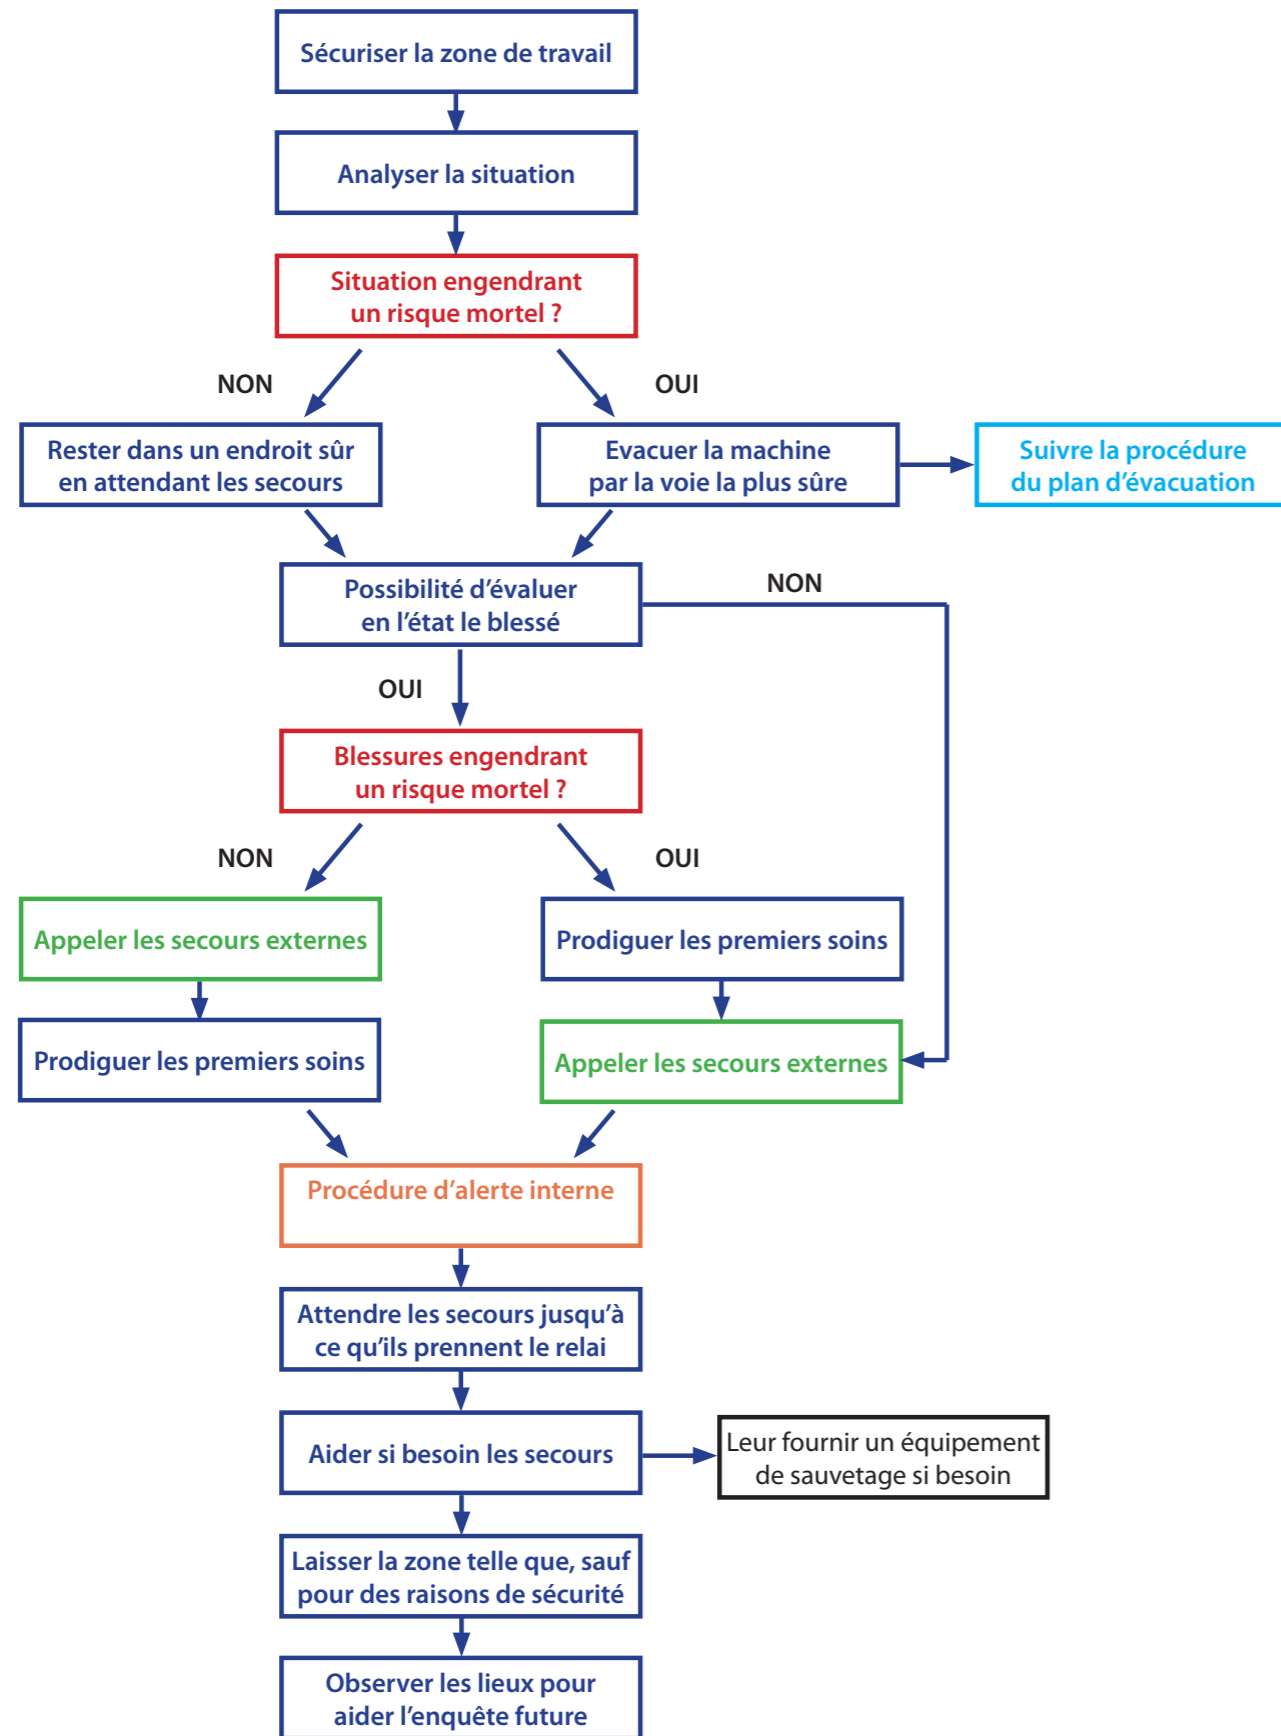 Sécuriser la zone de travail
Analyser la situation
Situation engendrant
un risque mortel ?
NON
OUI
Rester dans un endroit sûr
en attendant les secours
Evacuer la machine
par la voie la plus sûre
Suivre la procédure
du plan d’évacuation
Possibilité d’évaluer
en l’état le blessé
NON
OUI
Blessures engendrant
un risque mortel ?
NON
OUI
Appeler les secours externes
Prodiguer les premiers soins
Prodiguer les premiers soins
Appeler les secours externes
Procédure d’alerte interne
Attendre les secours jusqu’à
ce qu’ils prennent le relai
Aider si besoin les secours
Leur fournir un équipement
de sauvetage si besoin
Laisser la zone telle que, sauf
pour des raisons de sécurité
Observer les lieux pour
aider l’enquête future